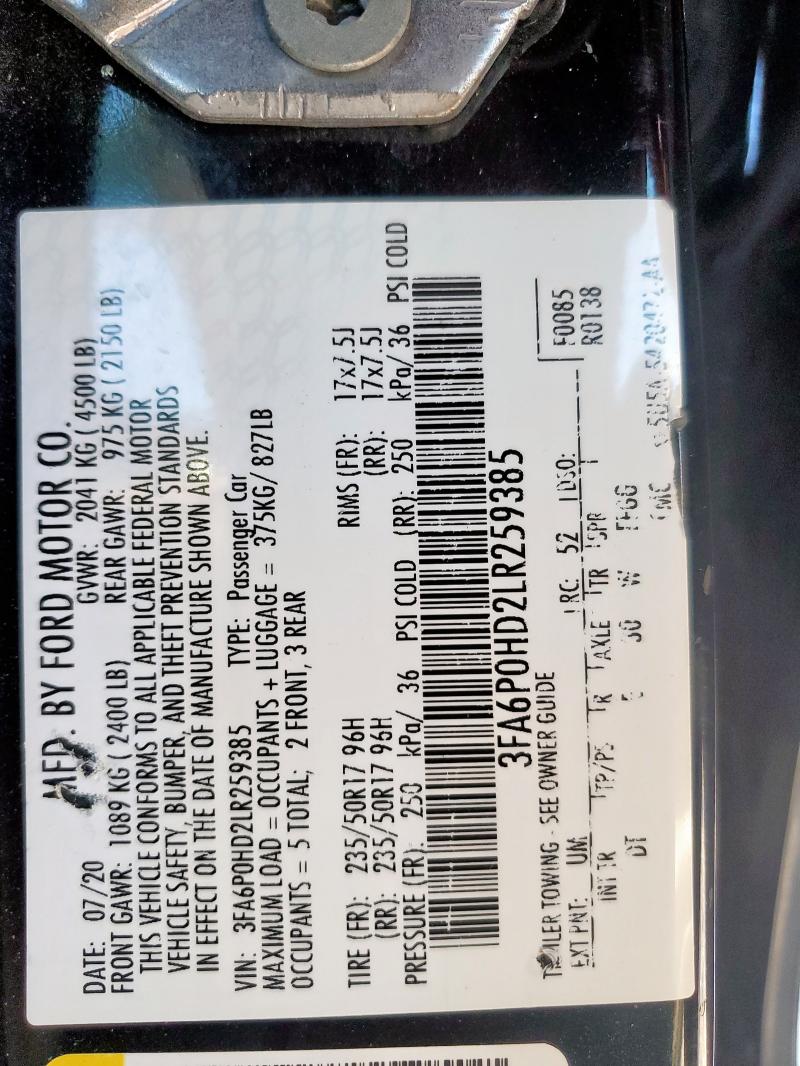 MFD. BY FORD MOTOR CO.
DATE: 07/20 GVWR: 2041 KG ( 4500 LB)
FRONT GAWR: 1089 KG ( 2400 LB) REAR GAWR: 975 KG ( 2150 LB)
THIS VEHICLE CONFORMS TO ALL APPLICABLE FEDERAL MOTOR
VEHICLE SAFETY, BUMPER, AND THEFT PREVENTION STANDARDS
IN EFFECT ON THE DATE OF MANUFACTURE SHOWN ABOVE.
VIN: 3FA6P0HD2LR259385 TYPE: Passenger Car
MAXIMUM LOAD = OCCUPANTS + LUGGAGE = 375KG/ 827LB
OCCUPANTS = 5 TOTAL; 2 FRONT, 3 REAR
TIRE (FR): 235/50R17 96H RIMS (FR): 17x7.5J
(RR): 235/50R17 96H (RR): 17x7.5J
PRESSURE (FR): 250 kPa/ 36 PSI COLD (RR): 250 kPa/ 36 PSI COLD
3FA6P0HD2LR259385
TRAILER TOWING - SEE OWNER GUIDE
EXT PNT: UM RC: 52 DSO: F0085
R0138
INT TR TP/PS R AXLE TR SPR
DT 30 W